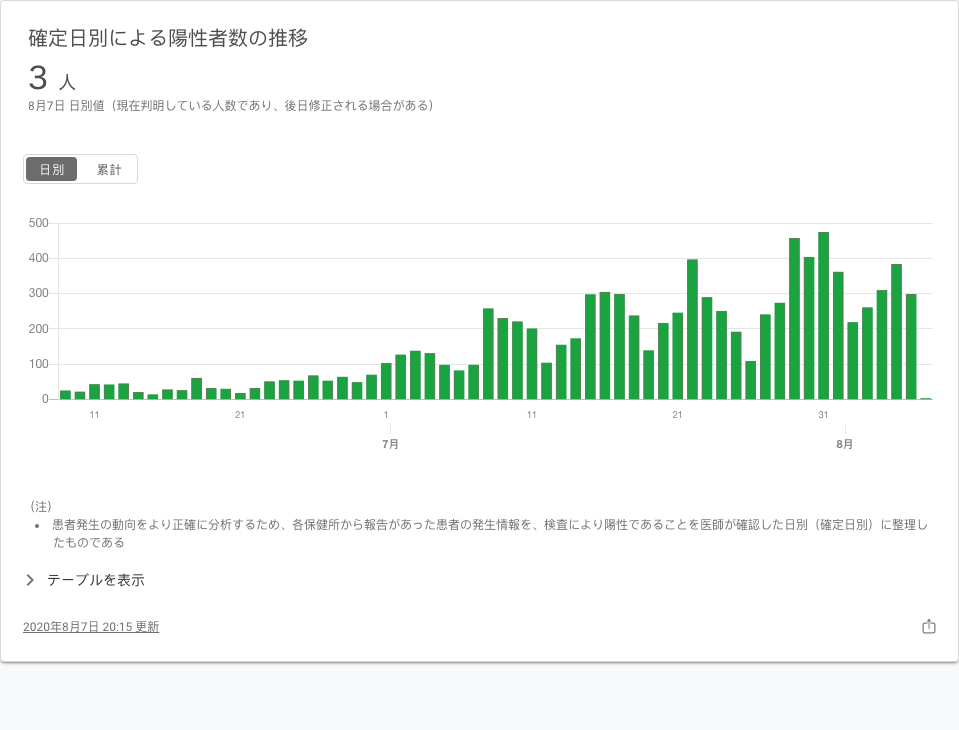 確定日別による陽性者数の推移
3 人
8月7日 日別値（現在判明している人数であり、後日修正される場合がある）
日別 累計
500
400
300
200
100
0
11 21 1 11 21 31
7月 8月
（注）
• 患者発生の動向をより正確に分析するため、各保健所から報告があった患者の発生情報を、検査により陽性であることを医師が確認した日別（確定日別）に整理し
たものである
テーブルを表示
2020年8月7日 20:15 更新